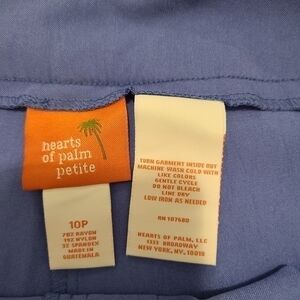 hearts
of palm
petite
10P
78% RAYON
19% NYLON
3% SPANDEX
MADE IN
GUATEMALA
TURN GARMENT INSIDE OUT
MACHINE WASH COLD WITH
LIKE COLORS
GENTLE CYCLE
DO NOT BLEACH
LINE DRY
LOW IRON AS NEEDED
RN 107680
HEARTS OF PALM, LLC
1333 BROADWAY
NEW YORK, NY, 10018